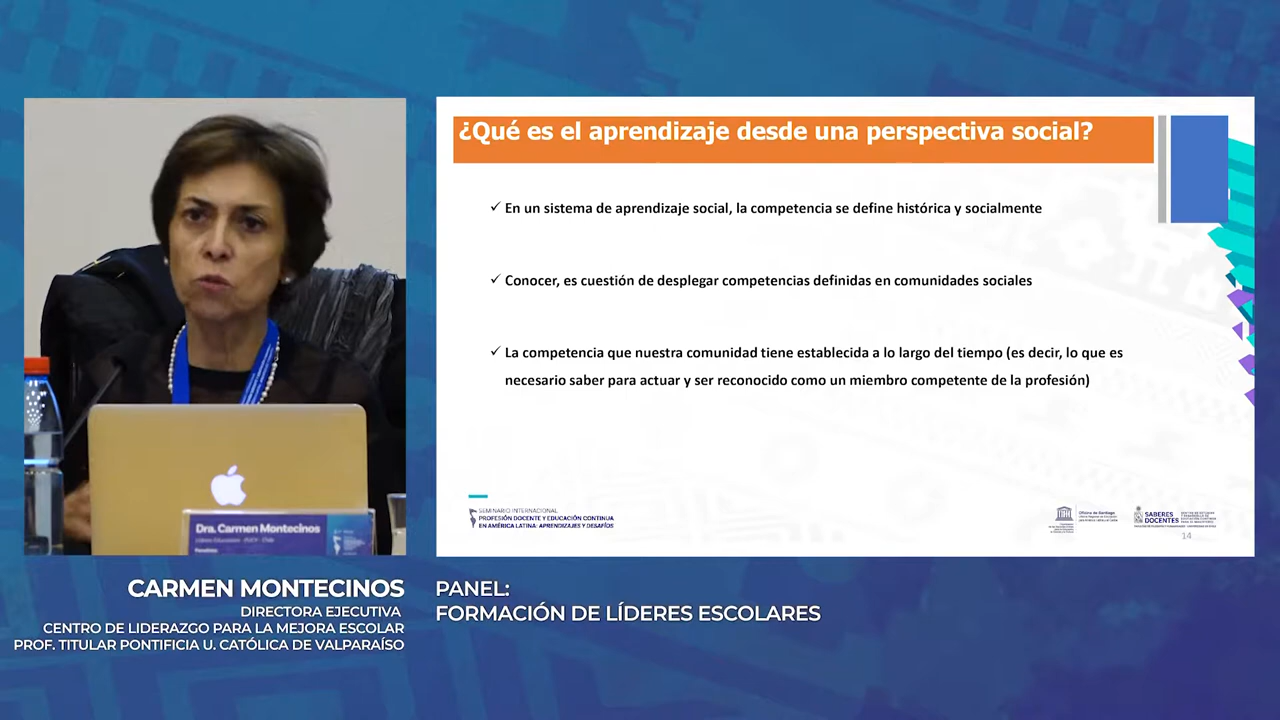 ¿Qué es el aprendizaje desde una perspectiva social?
✓ En un sistema de aprendizaje social, la competencia se define histórica y socialmente
✓ Conocer, es cuestión de desplegar competencias definidas en comunidades sociales
✓ La competencia que nuestra comunidad tiene establecida a lo largo del tiempo (es decir, lo que es
necesario saber para actuar y ser reconocido como un miembro competente de la profesión)
SEMINARIO INTERNACIONAL
PROFESIÓN DOCENTE Y EDUCACIÓN CONTINUA
EN AMÉRICA LATINA: APRENDIZAJES Y DESAFÍOS
Oficina de Santiago
SABERES
DOCENTES
14
Dra. Carmen Montecinos
CARMEN MONTECINOS
DIRECTORA EJECUTIVA
CENTRO DE LIDERAZGO PARA LA MEJORA ESCOLAR
PROF. TITULAR PONTIFICIA U. CATÓLICA DE VALPARAÍSO
PANEL:
FORMACIÓN DE LÍDERES ESCOLARES